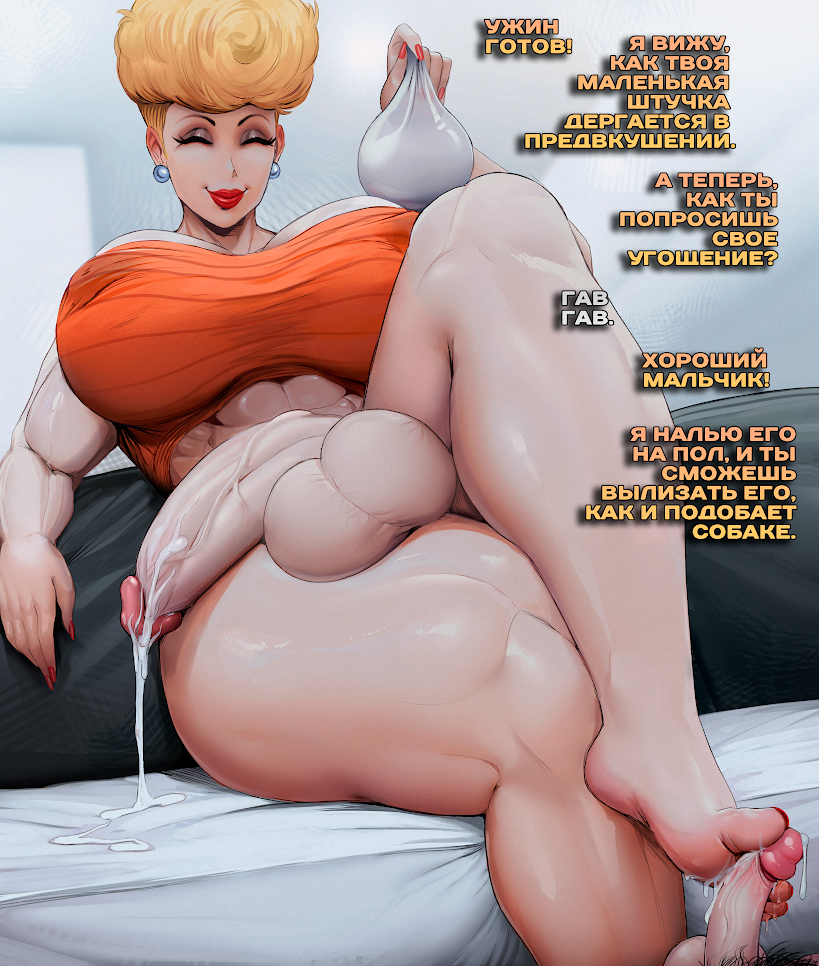 УЖИН
ГОТОВ!
Я ВИЖУ,
КАК ТВОЯ
МАЛЕНЬКАЯ
ШТУЧКА
ДЕРГАЕТСЯ В
ПРЕДВКУШЕНИИ.
А ТЕПЕРЬ,
КАК ТЫ
ПОПРОСИШЬ
СВОЕ
УГОЩЕНИЕ?
ГАВ
ГАВ.
ХОРОШИЙ
МАЛЬЧИК!
Я НАЛЬЮ ЕГО
НА ПОЛ, И ТЫ
СМОЖЕШЬ
ВЫЛИЗАТЬ ЕГО,
КАК И ПОДОБАЕТ
СОБАКЕ.